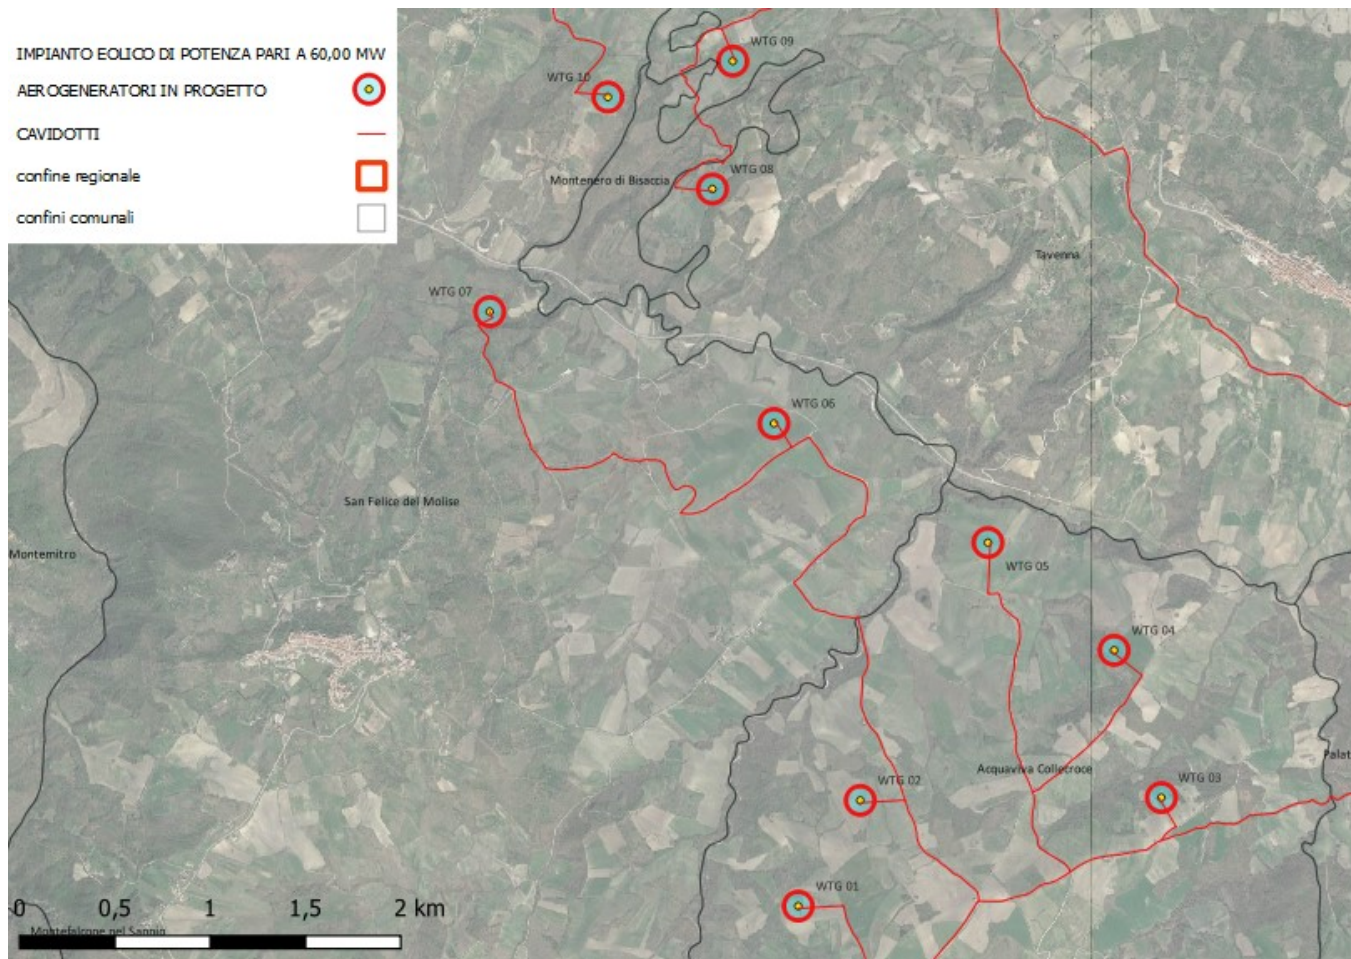 IMPIANTO EOLICO DI POTENZA PARI A 60,00 MW
AEROGENERATORI IN PROGETTO
CAVIDOTTI
confine regionale
confini comunali
WTG 09
WTG 10
WTG 08
Montenero di Bisaccia
Tavenna
WTG 07
WTG 06
San Felice del Molise
Montemitro
WTG 05
WTG 04
Palat
Acquaviva Collecroce
WTG 03
WTG 02
WTG 01
0 0,5 1 1,5 2 km
Montefalcone nel Sannio